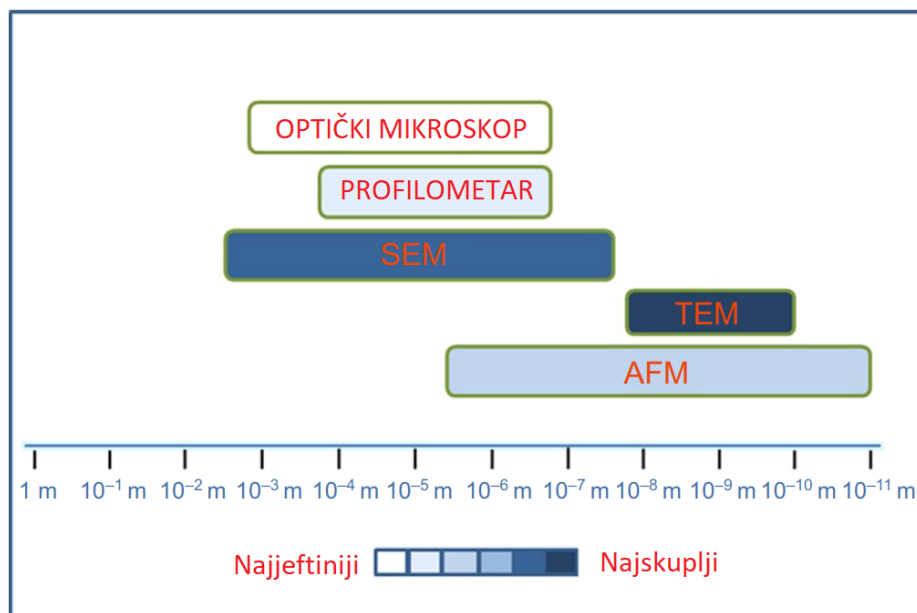 OPTIČKI MIKROSKOP
PROFILOMETAR
SEM
TEM
AFM
1 m 10⁻¹ m 10⁻² m 10⁻³ m 10⁻⁴ m 10⁻⁵ m 10⁻⁶ m 10⁻⁷ m 10⁻⁸ m 10⁻⁹ m 10⁻¹⁰ m 10⁻¹¹ m
Najjeftiniji Najskuplji